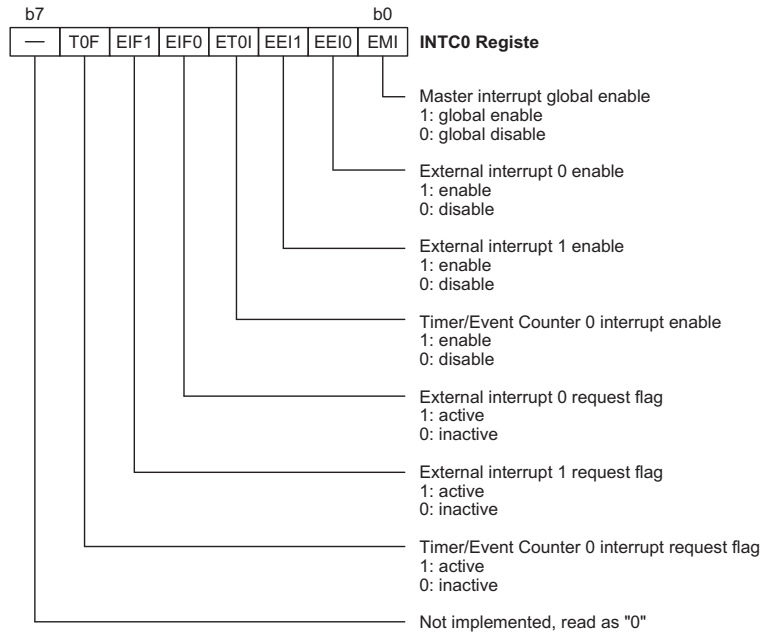 b7 b0
— T0F EIF1 EIF0 ET0I EEI1 EEI0 EMI INTC0 Registe
Master interrupt global enable
1: global enable
0: global disable
External interrupt 0 enable
1: enable
0: disable
External interrupt 1 enable
1: enable
0: disable
Timer/Event Counter 0 interrupt enable
1: enable
0: disable
External interrupt 0 request flag
1: active
0: inactive
External interrupt 1 request flag
1: active
0: inactive
Timer/Event Counter 0 interrupt request flag
1: active
0: inactive
Not implemented, read as "0"